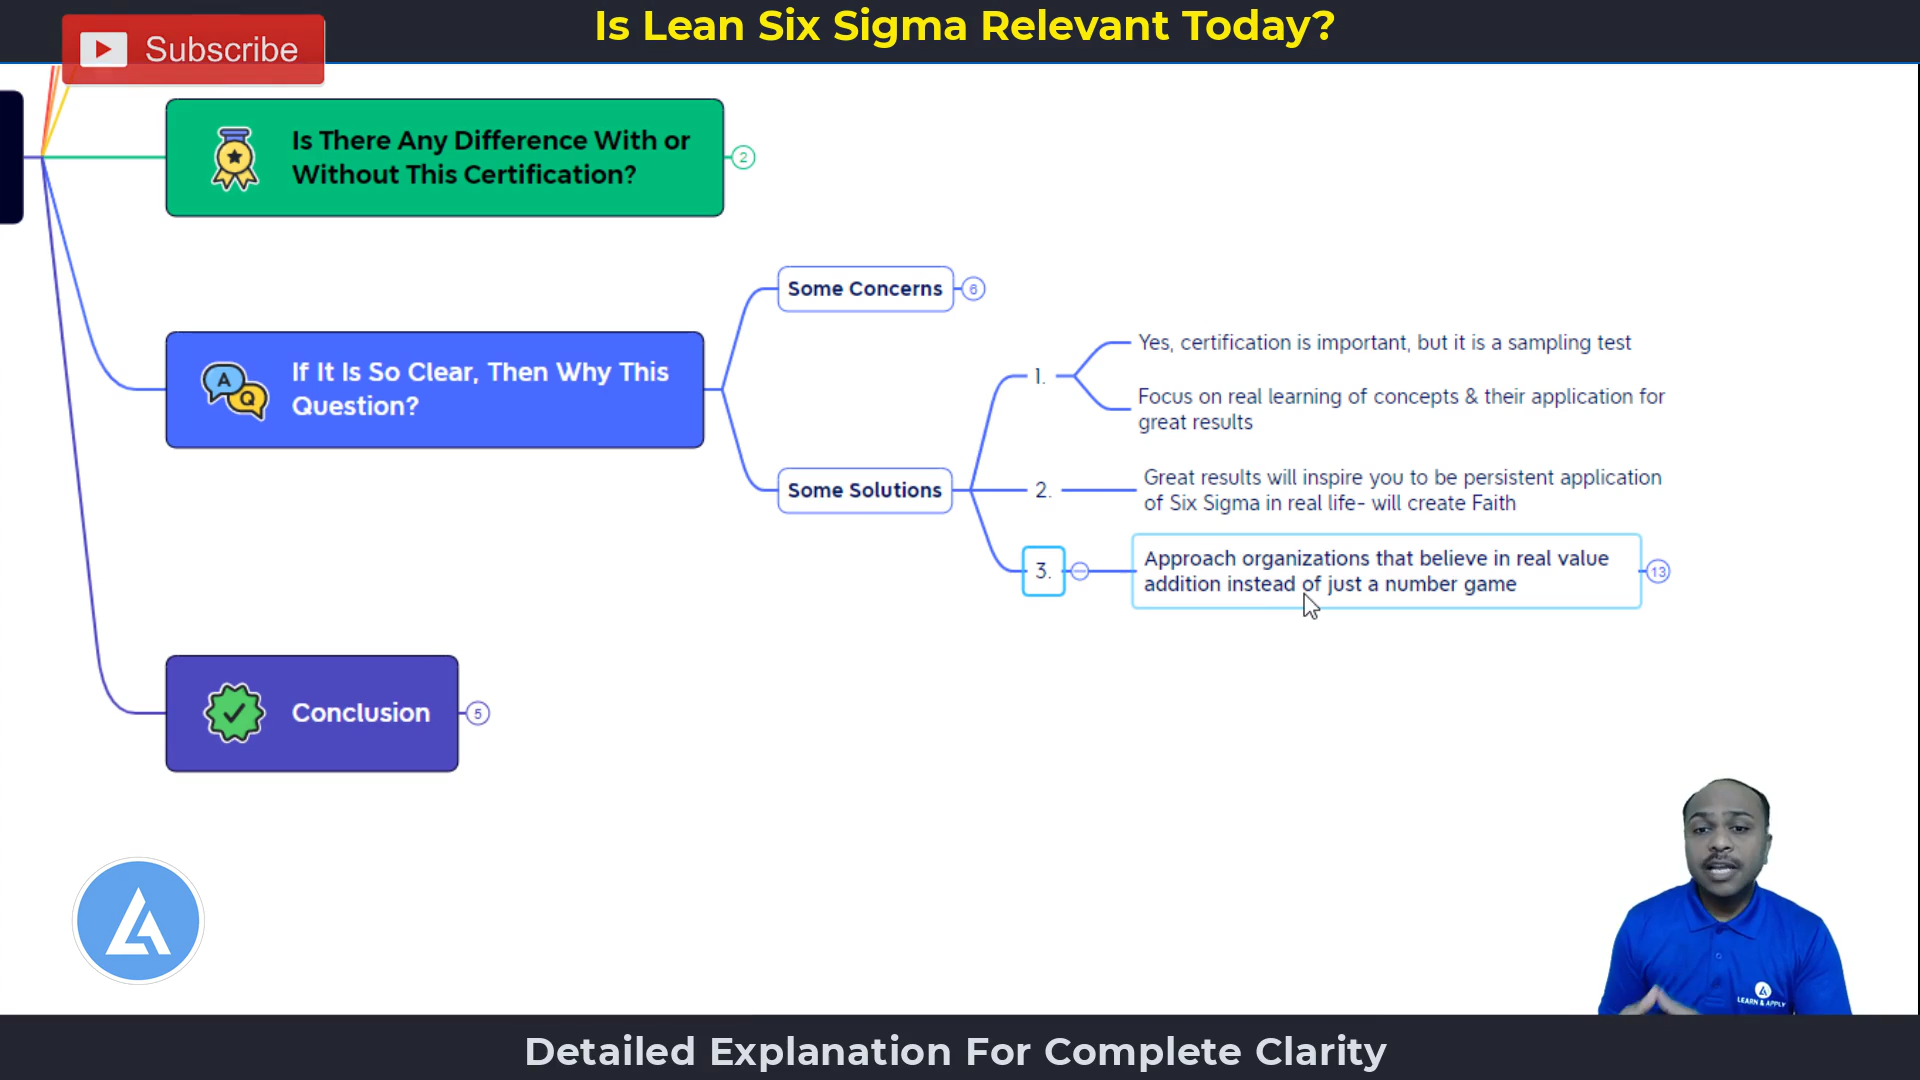 Is Lean Six Sigma Relevant Today?
Subscribe
Is There Any Difference With or
Without This Certification?
2
Some Concerns
6
Yes, certification is important, but it is a sampling test
1.
If It Is So Clear, Then Why This
Question?
A
Q
Focus on real learning of concepts & their application for
great results
Some Solutions
2.
Great results will inspire you to be persistent application
of Six Sigma in real life- will create Faith
3.
Approach organizations that believe in real value
addition instead of just a number game
13
Conclusion
5
LEARN & APPLY
Detailed Explanation For Complete Clarity